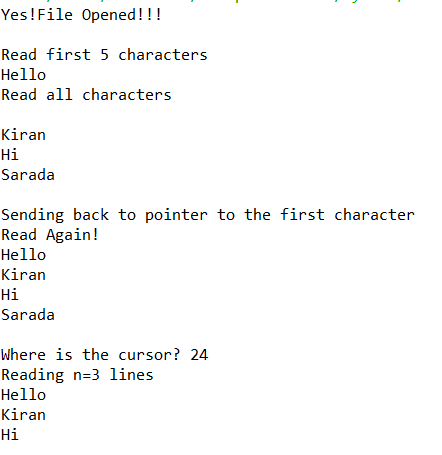 Yes!File Opened!!!
Read first 5 characters
Hello
Read all characters
Kiran
Hi
Sarada
Sending back to pointer to the first character
Read Again!
Hello
Kiran
Hi
Sarada
Where is the cursor? 24
Reading n=3 lines
Hello
Kiran
Hi